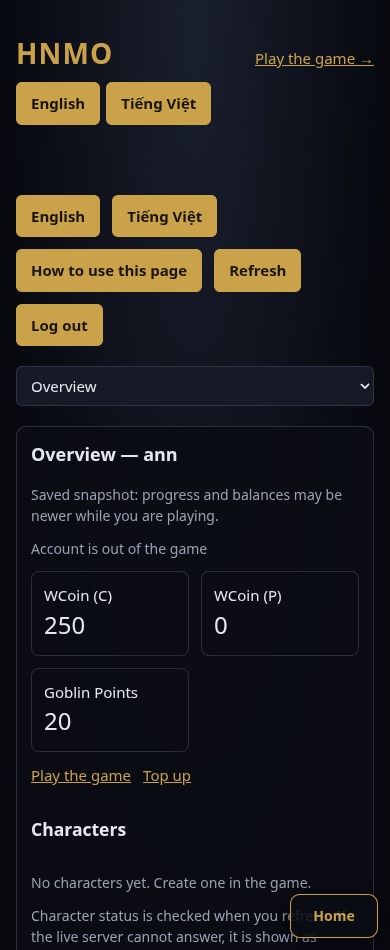 HNMO
Play the game →
English Tiếng Việt
English Tiếng Việt
How to use this page Refresh
Log out
Overview
Overview — ann
Saved snapshot: progress and balances may be
newer while you are playing.
Account is out of the game
WCoin (C) WCoin (P)
250 0
Goblin Points
20
Play the game Top up
Characters
No characters yet. Create one in the game.
Character status is checked when you refresh
Home
the live server cannot answer, it is shown as